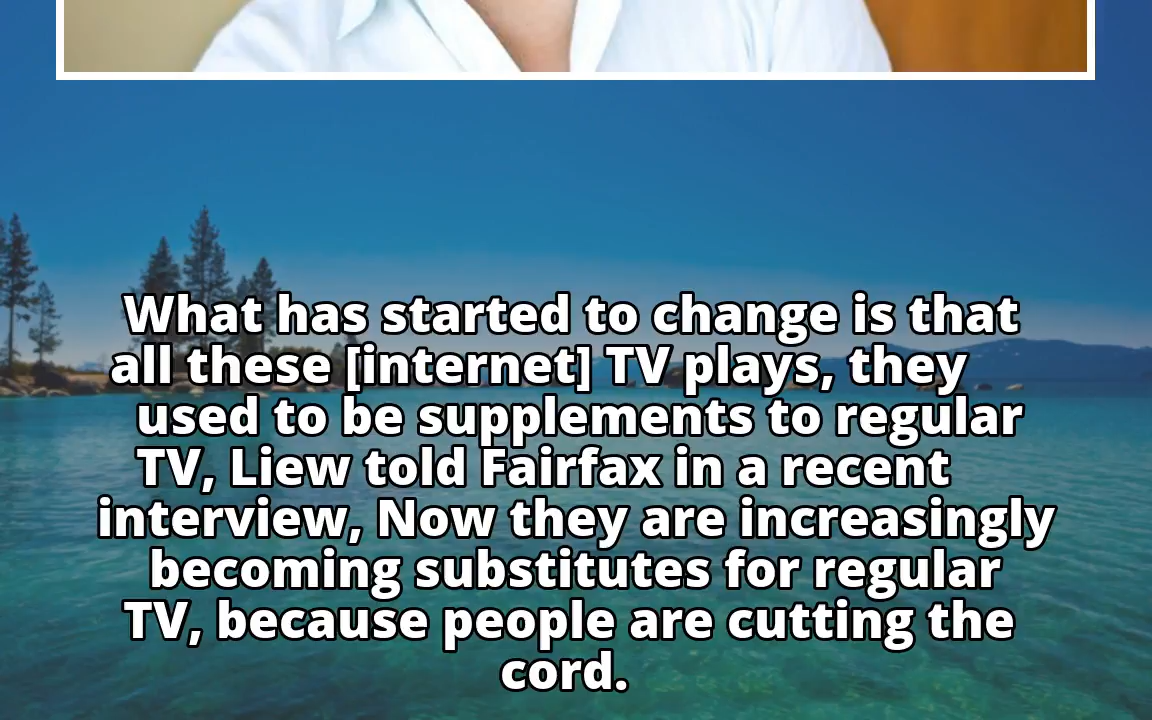 What has started to change is that
all these [internet] TV plays, they
used to be supplements to regular
TV, Liew told Fairfax in a recent
interview, Now they are increasingly
becoming substitutes for regular
TV, because people are cutting the
cord.